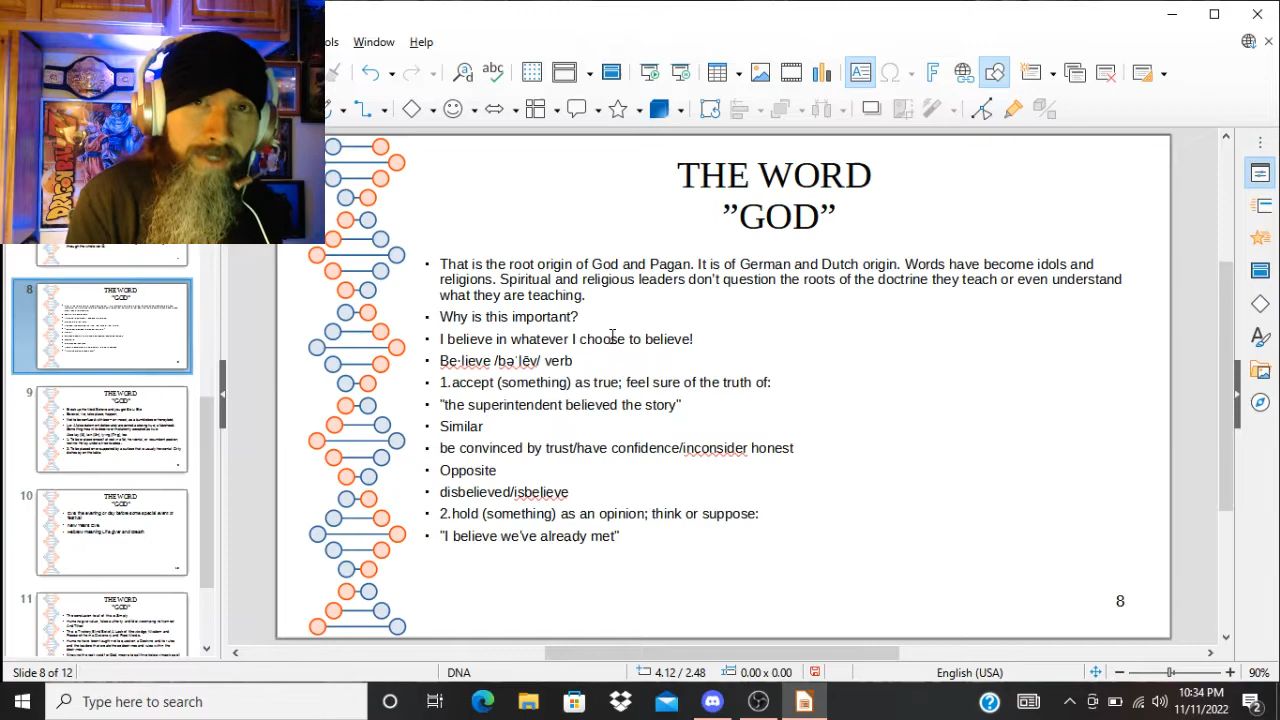 ols Window Help
DRAGON BALL
THE WORD
”GOD”
• That is the root origin of God and Pagan. It is of German and Dutch origin. Words have become idols and
religions. Spiritual and religious leaders don’t question the roots of the doctrine they teach or even understand
what they are teaching.
• Why is this important?
• I believe in whatever I choose to believe!
• Be·lieve /bəˈlēv/ verb
• 1.accept (something) as true; feel sure of the truth of:
• "the superintendent believed the story"
• Similar
• be convinced by trust/have confidence/inconsider honest
• Opposite
• disbelieved/isbelieve
• 2.hold (something) as an opinion; think or suppose:
• "I believe we've already met"
8
8
THE WORD
”GOD”
9
THE WORD
”GOD”
10
THE WORD
”GOD”
11
THE WORD
”GOD”
Slide 8 of 12 DNA 4.12 / 2.48 0.00 x 0.00 English (USA) 90%
Type here to search
10:34 PM
11/11/2022
2